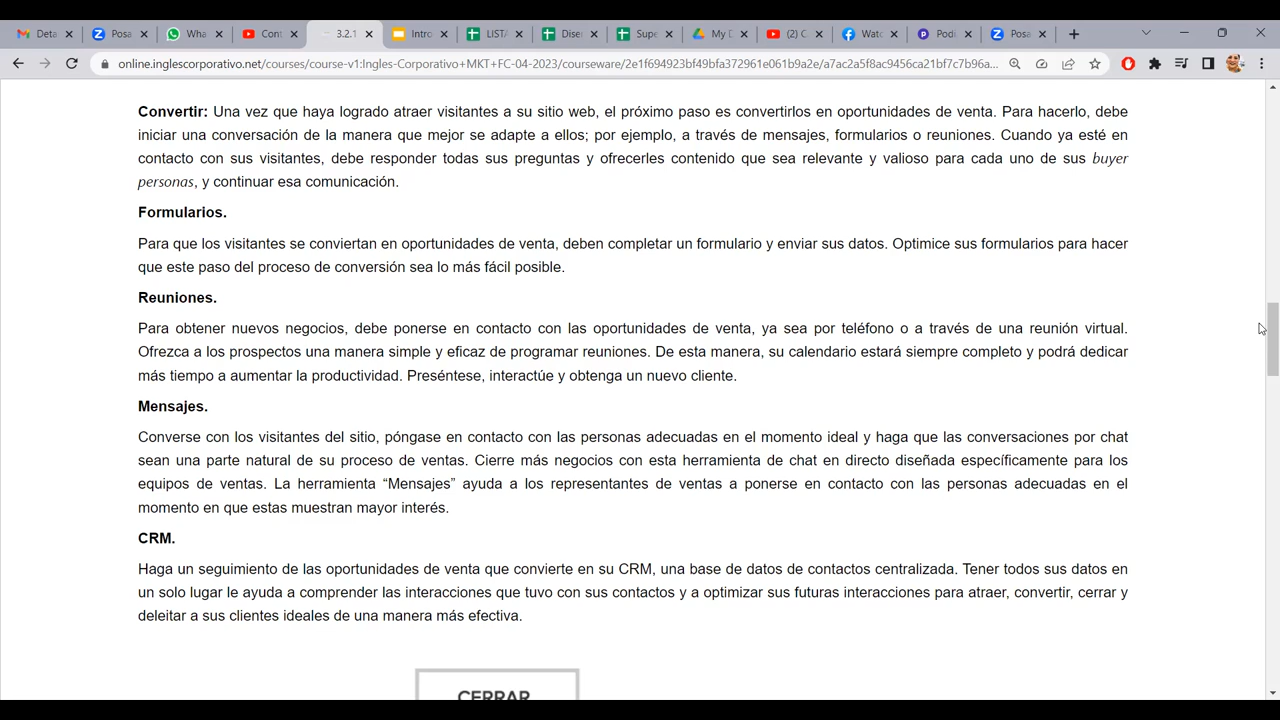 Deta
Posa
Wha
Cont
3.2.1
Intro
LISTA
Diser
Supe
My D
(2) C
Watc
Podi
Posa
online.inglescorporativo.net/courses/course-v1:Ingles-Corporativo+MKT+FC-04-2023/courseware/2e1f694923bf49bfa372961e061b9a2e/a7ac2a5f8ac9456ca21bf7c7b96a...
Convertir: Una vez que haya logrado atraer visitantes a su sitio web, el próximo paso es convertirlos en oportunidades de venta. Para hacerlo, debe
iniciar una conversación de la manera que mejor se adapte a ellos; por ejemplo, a través de mensajes, formularios o reuniones. Cuando ya esté en
contacto con sus visitantes, debe responder todas sus preguntas y ofrecerles contenido que sea relevante y valioso para cada uno de sus buyer
personas, y continuar esa comunicación.
Formularios.
Para que los visitantes se conviertan en oportunidades de venta, deben completar un formulario y enviar sus datos. Optimice sus formularios para hacer
que este paso del proceso de conversión sea lo más fácil posible.
Reuniones.
Para obtener nuevos negocios, debe ponerse en contacto con las oportunidades de venta, ya sea por teléfono o a través de una reunión virtual.
Ofrezca a los prospectos una manera simple y eficaz de programar reuniones. De esta manera, su calendario estará siempre completo y podrá dedicar
más tiempo a aumentar la productividad. Preséntese, interactúe y obtenga un nuevo cliente.
Mensajes.
Converse con los visitantes del sitio, póngase en contacto con las personas adecuadas en el momento ideal y haga que las conversaciones por chat
sean una parte natural de su proceso de ventas. Cierre más negocios con esta herramienta de chat en directo diseñada específicamente para los
equipos de ventas. La herramienta “Mensajes” ayuda a los representantes de ventas a ponerse en contacto con las personas adecuadas en el
momento en que estas muestran mayor interés.
CRM.
Haga un seguimiento de las oportunidades de venta que convierte en su CRM, una base de datos de contactos centralizada. Tener todos sus datos en
un solo lugar le ayuda a comprender las interacciones que tuvo con sus contactos y a optimizar sus futuras interacciones para atraer, convertir, cerrar y
deleitar a sus clientes ideales de una manera más efectiva.
CERRAR